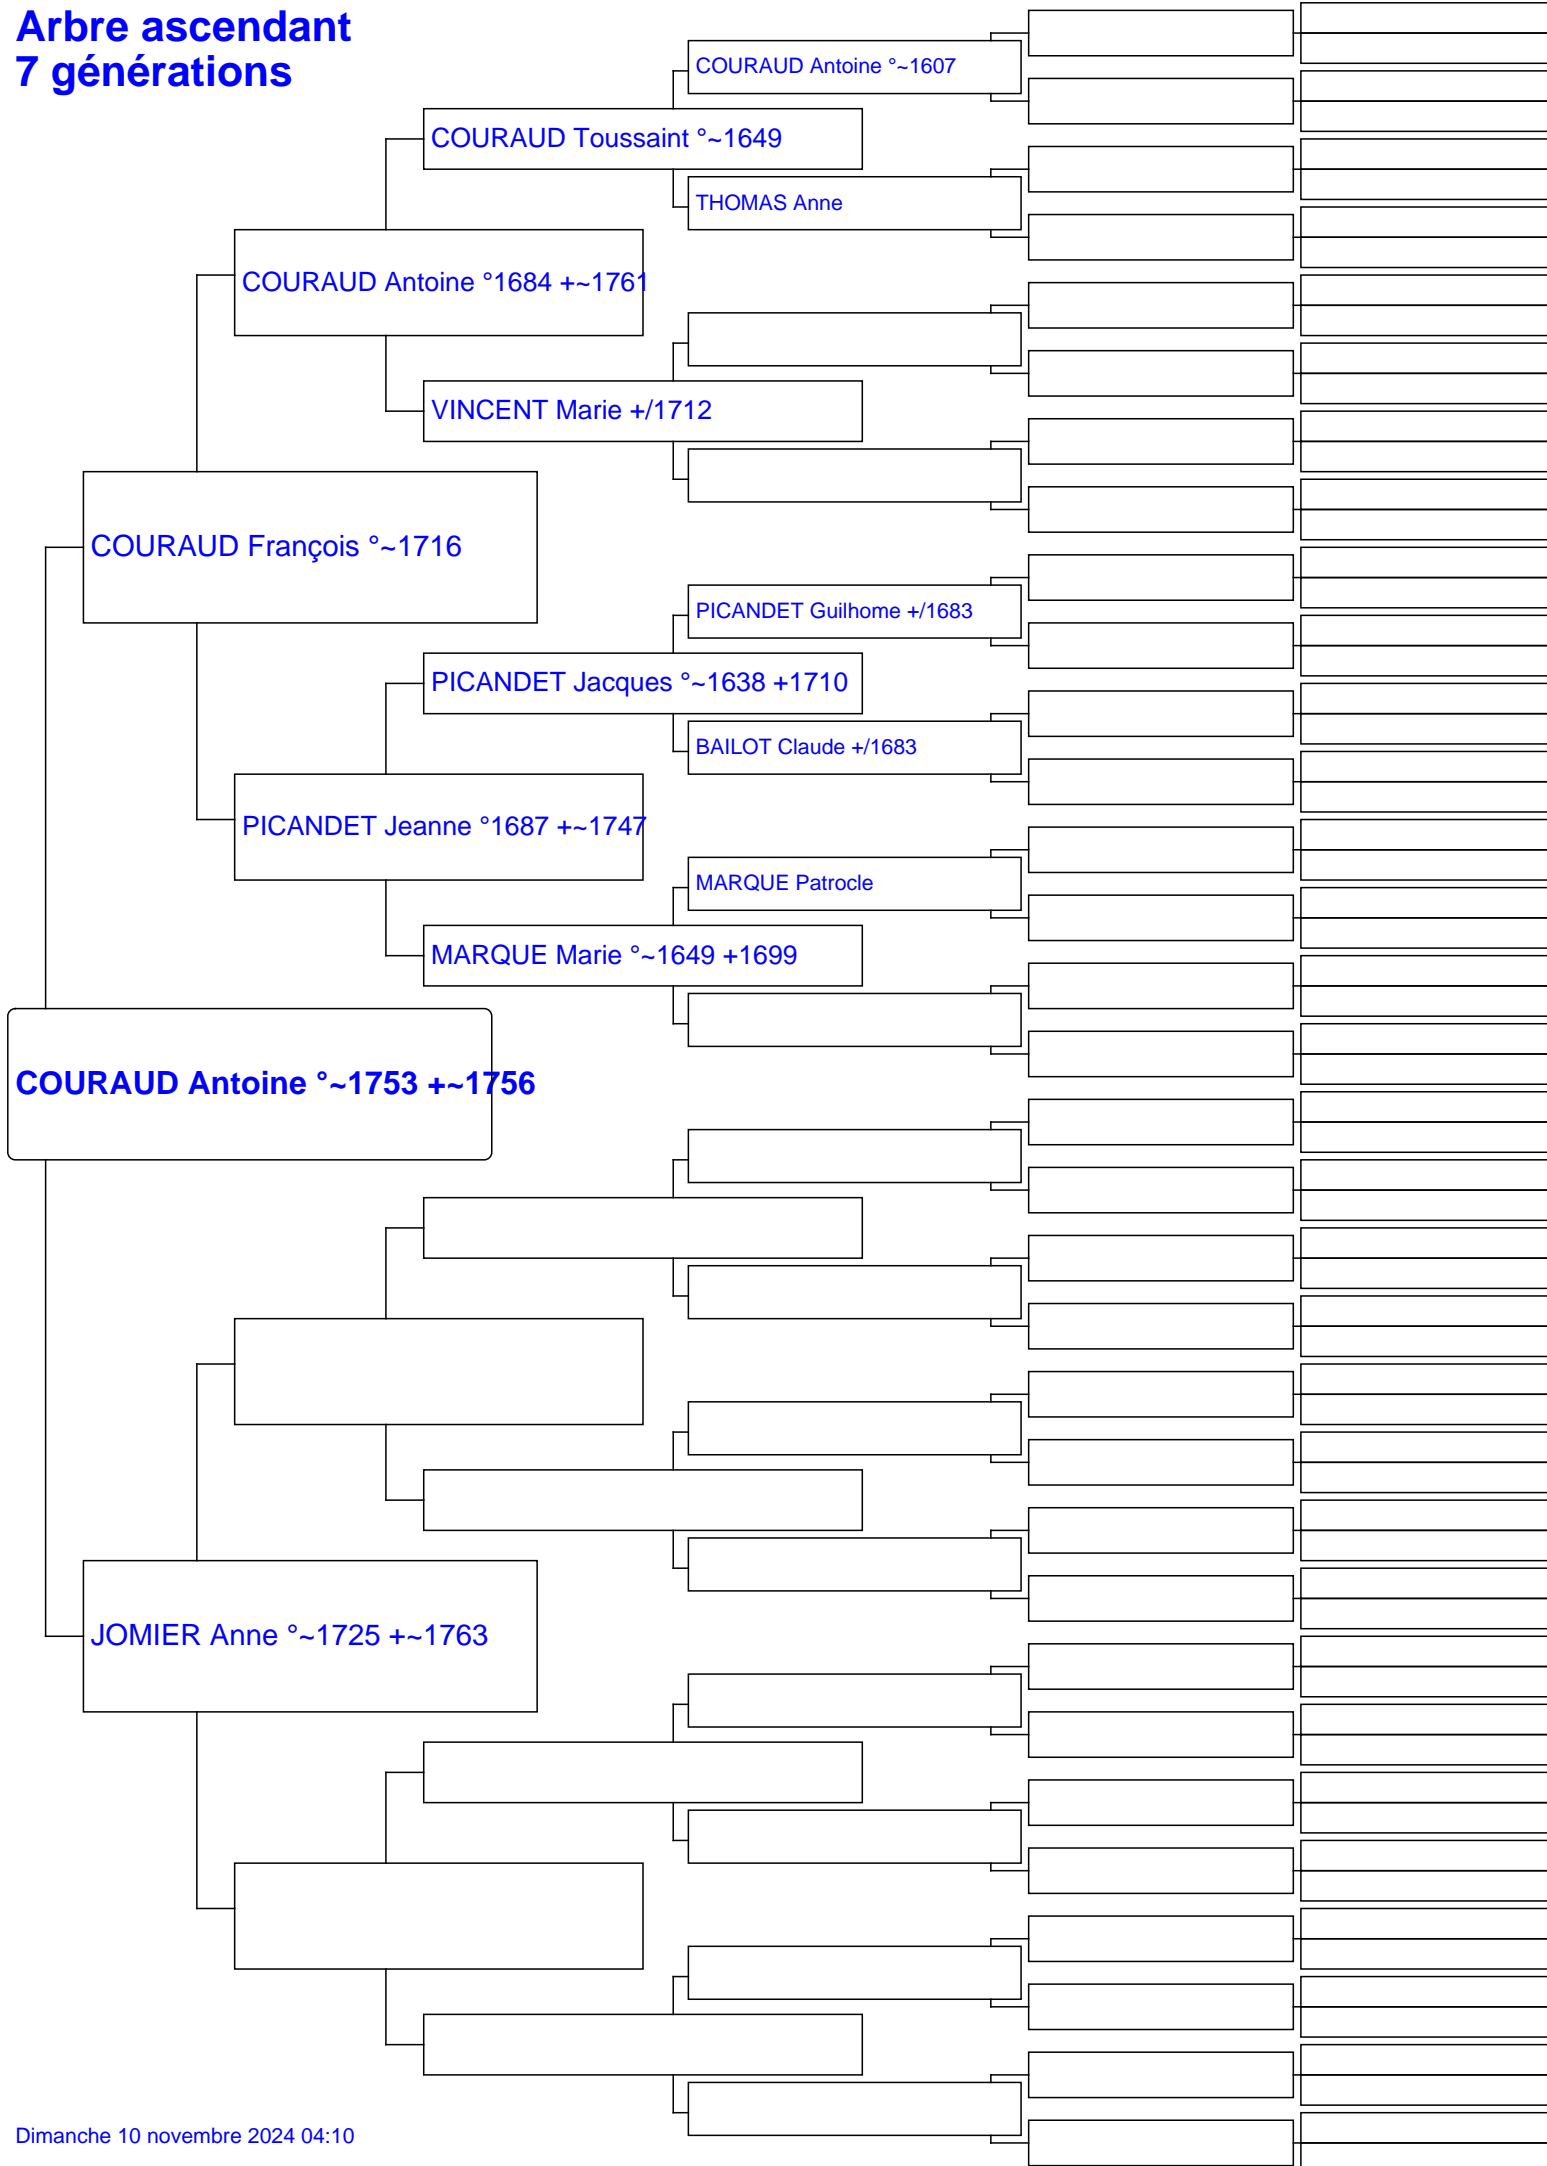 Arbre ascendant
7 générations
COURAUD Antoine °~1607
COURAUD Toussaint °~1649
THOMAS Anne
COURAUD Antoine °1684 +~1761
VINCENT Marie +/1712
COURAUD François °~1716
PICANDET Guilhome +/1683
PICANDET Jacques °~1638 +1710
BAILOT Claude +/1683
PICANDET Jeanne °1687 +~1747
MARQUE Patrocle
MARQUE Marie °~1649 +1699
COURAUD Antoine °~1753 +~1756
JOMIER Anne °~1725 +~1763
Dimanche 10 novembre 2024 04:10